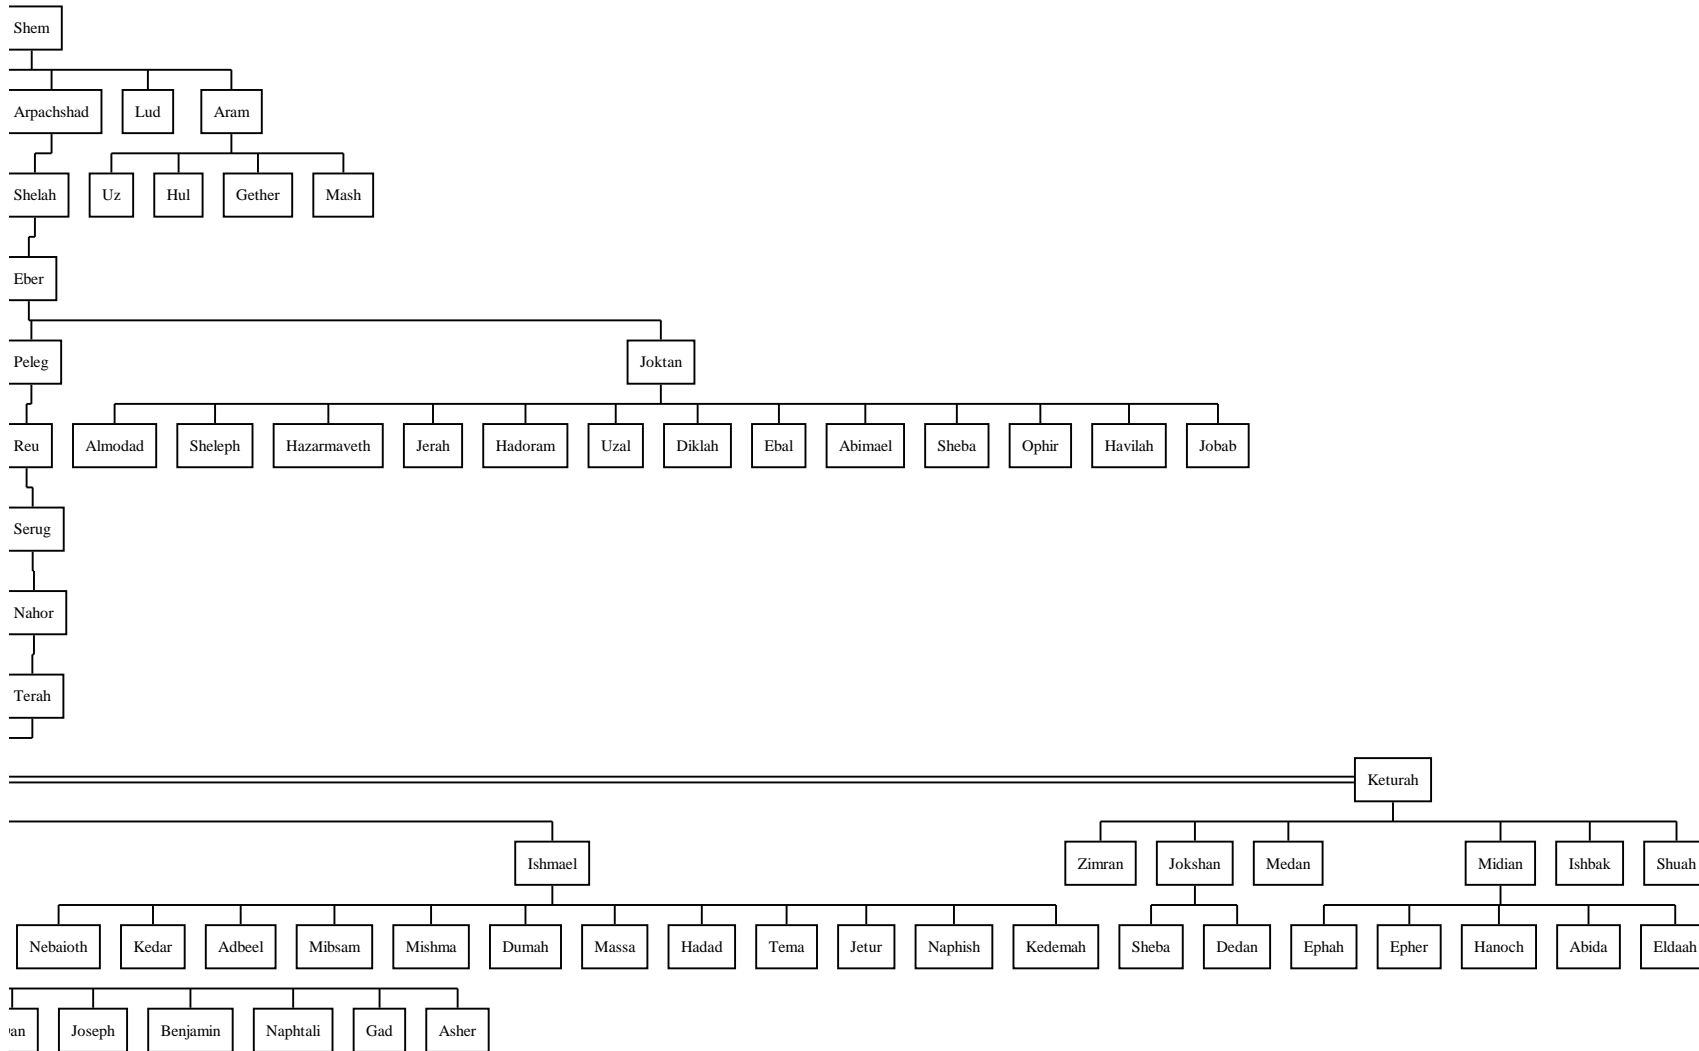 Shem
Arpachshad Lud Aram
Shelah Uz Hul Gether Mash
Eber
Peleg Joktan
Reu Almodad Sheleph Hazarmaveth Jerah Hadoram Uzal Diklah Ebal Abimael Sheba Ophir Havilah Jobab
Serug
Nahor
Terah
Keturah
Ishmael Zimran Jokshan Medan Midian Ishbak Shuah
Nebaioth Kedar Adbeel Mibsam Mishma Dumah Massa Hadad Tema Jetur Naphish Kedemah Sheba Dedan Ephah Epher Hanoch Abida Eldaah
Joseph Benjamin Naphtali Gad Asher